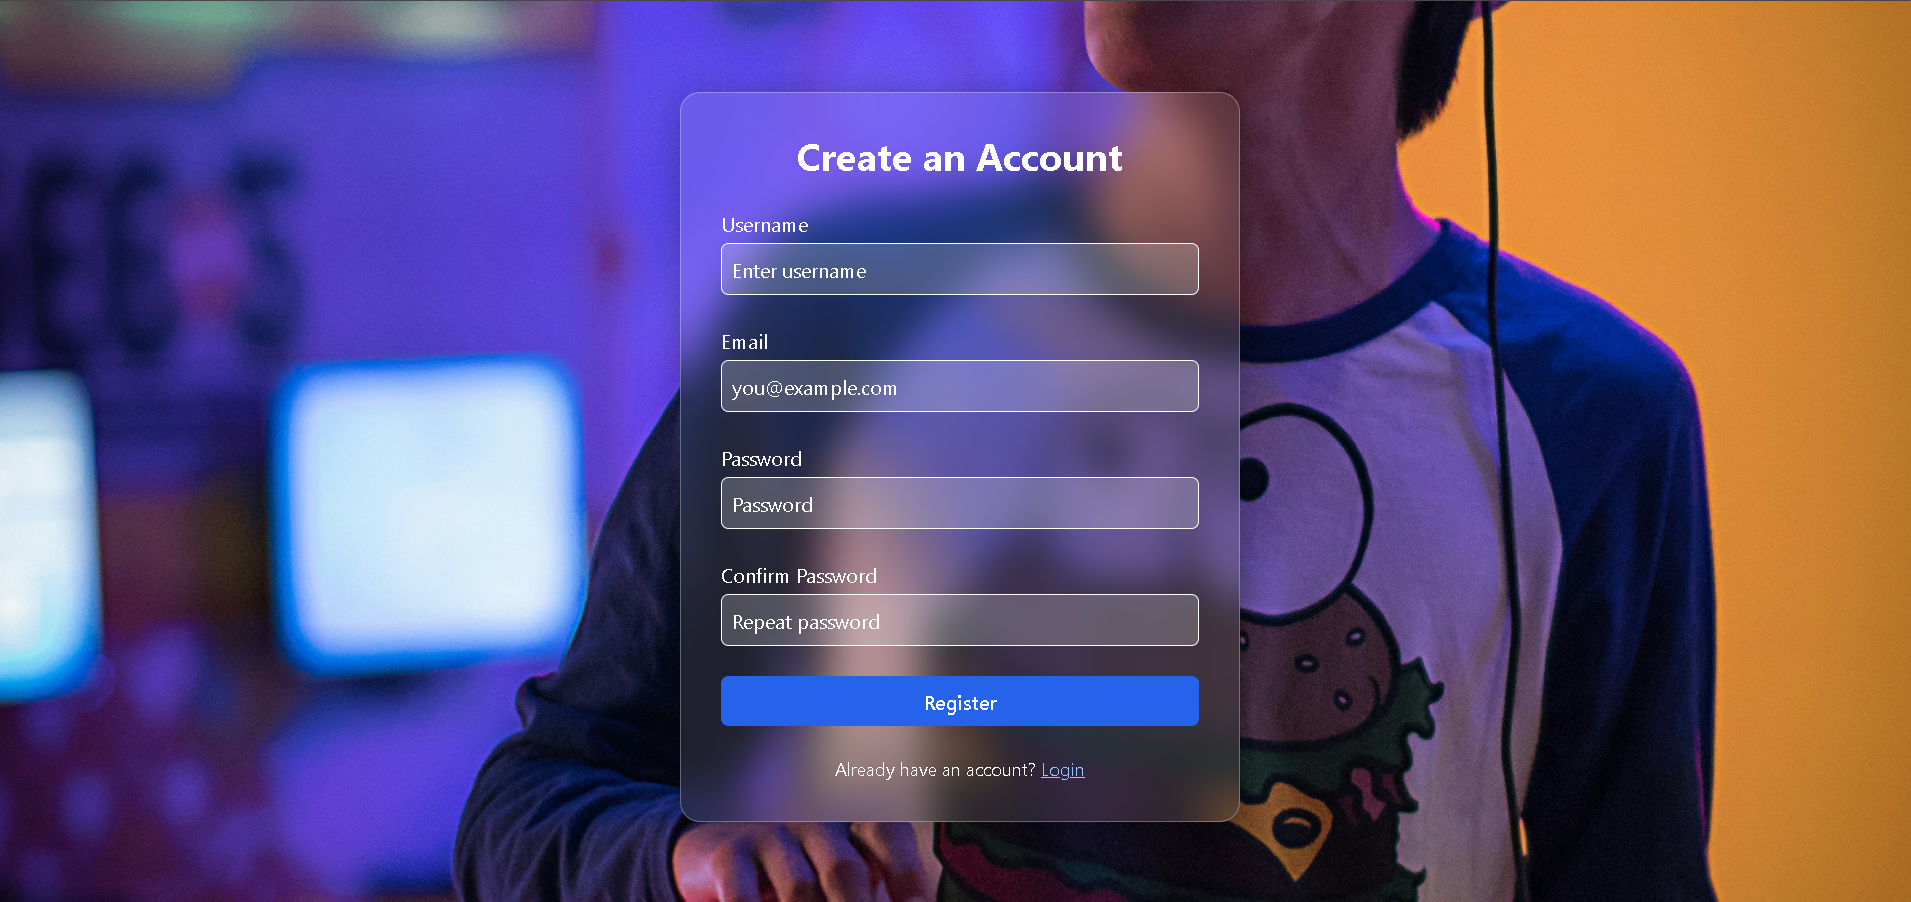 Create an Account
Username
Enter username
Email
you@example.com
Password
Password
Confirm Password
Repeat password
Register
Already have an account? Login